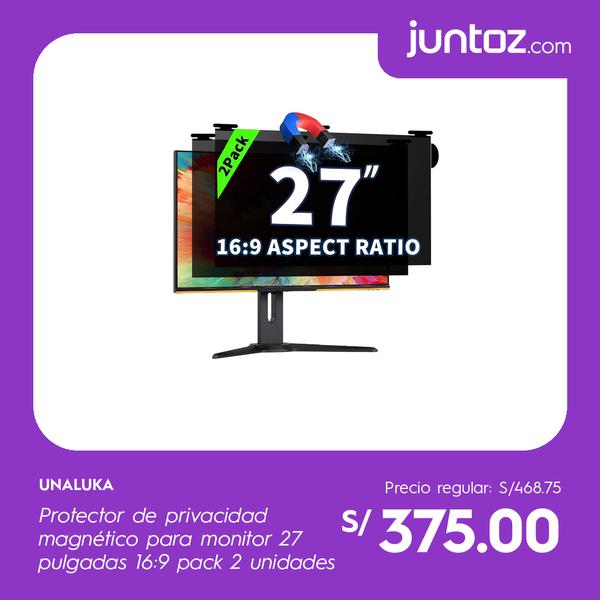 juntoz.com
2Pack
27"
16:9 ASPECT RATIO
UNALUKA
Protector de privacidad
magnético para monitor 27
pulgadas 16:9 pack 2 unidades
Precio regular: S/468.75
S/ 375.00